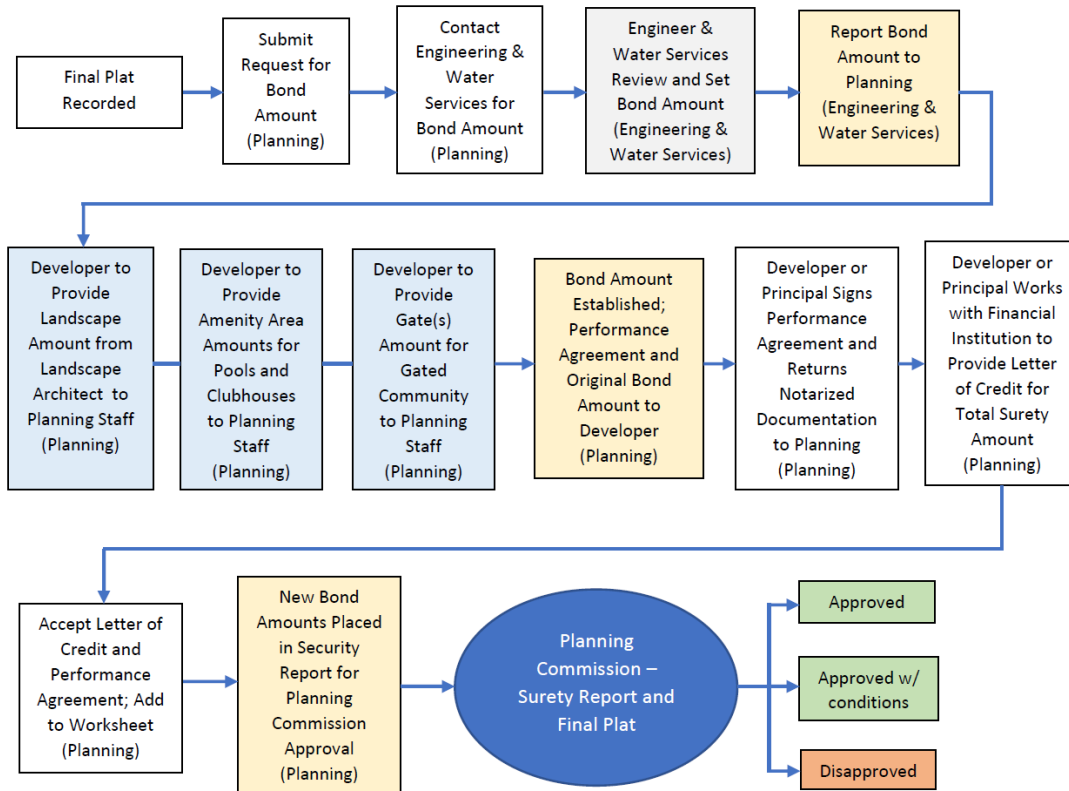 Final Plat
Recorded
Submit
Request for
Bond
Amount
(Planning)
Contact
Engineering &
Water
Services for
Bond Amount
(Planning)
Engineer &
Water Services
Review and Set
Bond Amount
(Engineering &
Water Services)
Report Bond
Amount to
Planning
(Engineering &
Water Services)
Developer to
Provide
Landscape
Amount from
Landscape
Architect to
Planning Staff
(Planning)
Developer to
Provide
Amenity Area
Amounts for
Pools and
Clubhouses
to Planning
Staff
(Planning)
Developer to
Provide
Gate(s)
Amount for
Gated
Community to
Planning Staff
(Planning)
Bond Amount
Established;
Performance
Agreement and
Original Bond
Amount to
Developer
(Planning)
Developer or
Principal Signs
Performance
Agreement and
Returns
Notarized
Documentation
to Planning
(Planning)
Developer or
Principal Works
with Financial
Institution to
Provide Letter
of Credit for
Total Surety
Amount
(Planning)
Accept Letter of
Credit and
Performance
Agreement; Add
to Worksheet
(Planning)
New Bond
Amounts Placed
in Security
Report for
Planning
Commission
Approval
(Planning)
Planning
Commission –
Surety Report and
Final Plat
Approved
Approved w/
conditions
Disapproved